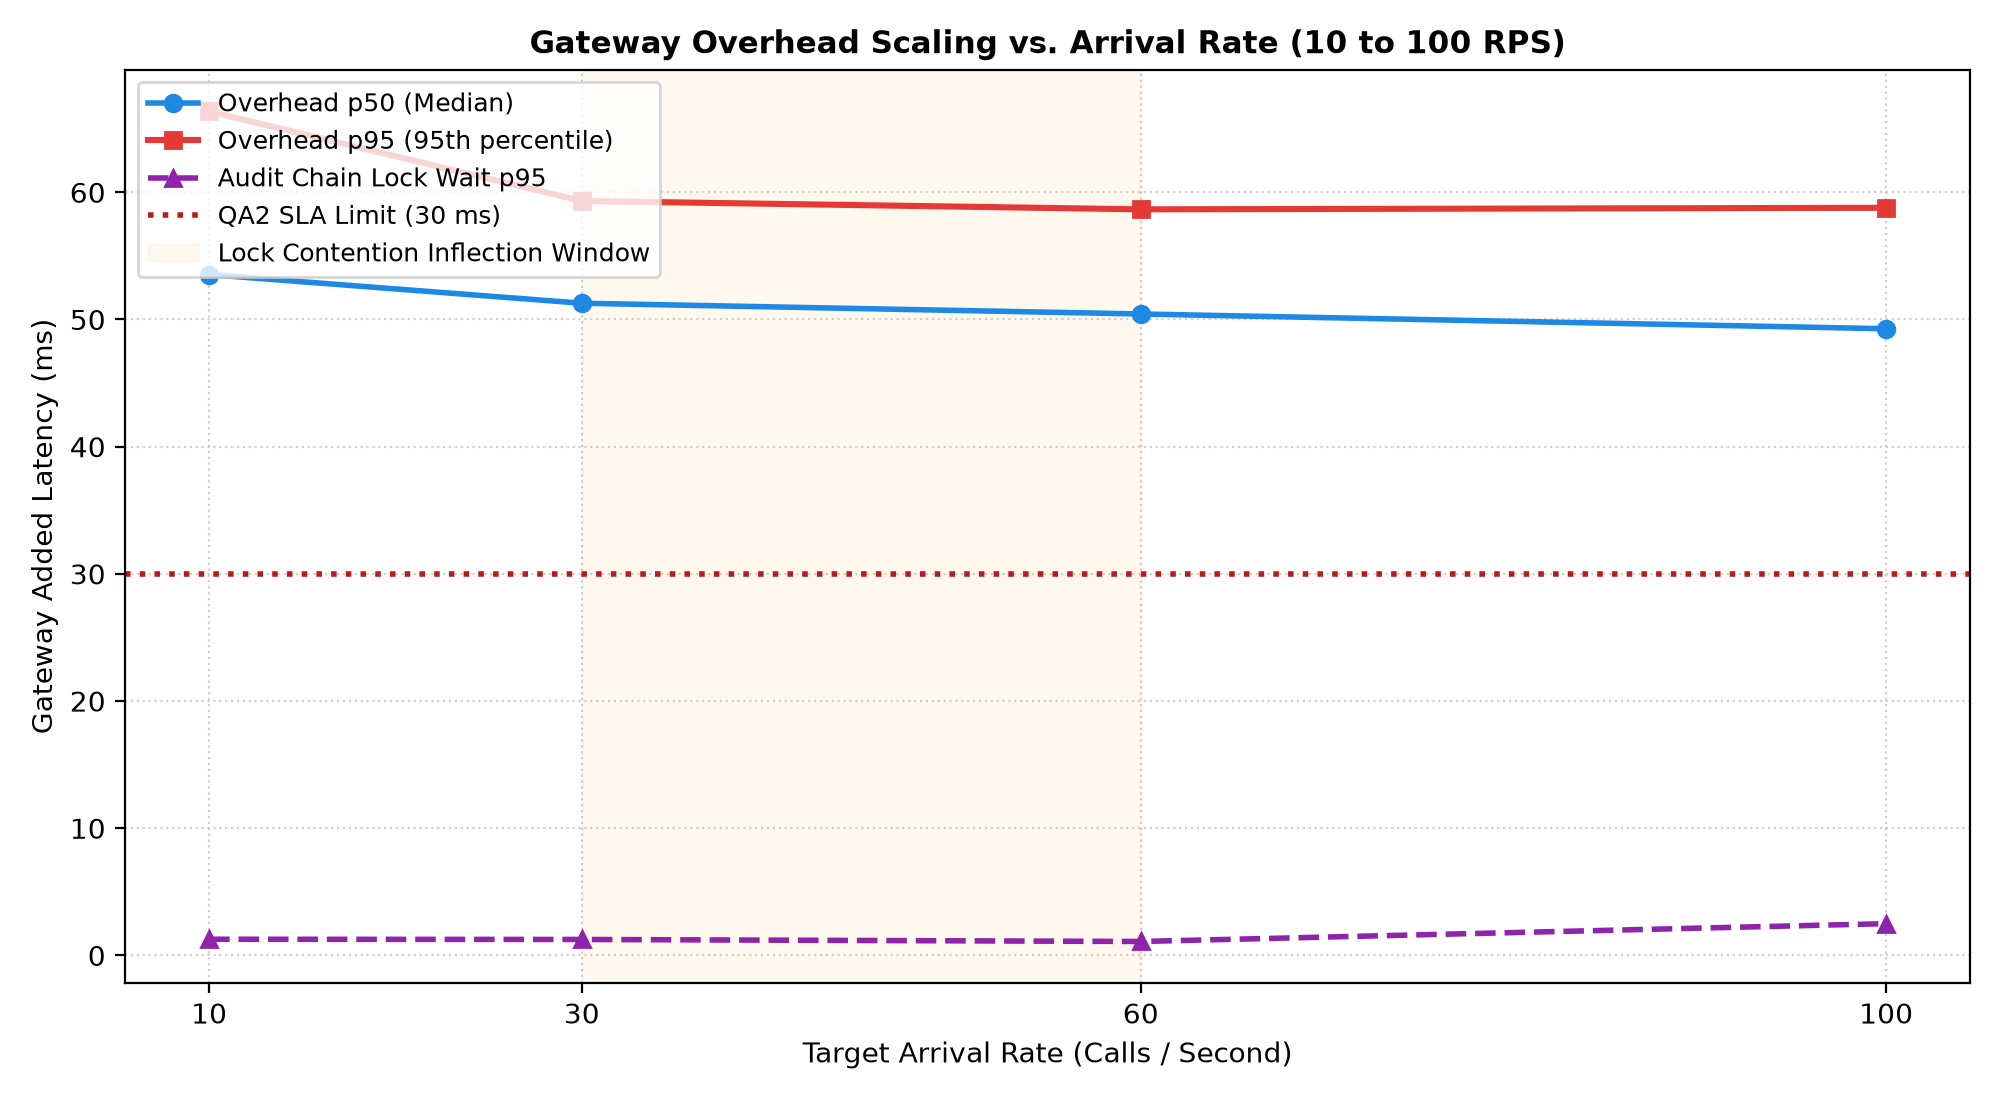 Gateway Overhead Scaling vs. Arrival Rate (10 to 100 RPS)
Overhead p50 (Median)
Overhead p95 (95th percentile)
Audit Chain Lock Wait p95
QA2 SLA Limit (30 ms)
Lock Contention Inflection Window
Gateway Added Latency (ms)
60
50
40
30
20
10
0
10 30 60 100
Target Arrival Rate (Calls / Second)